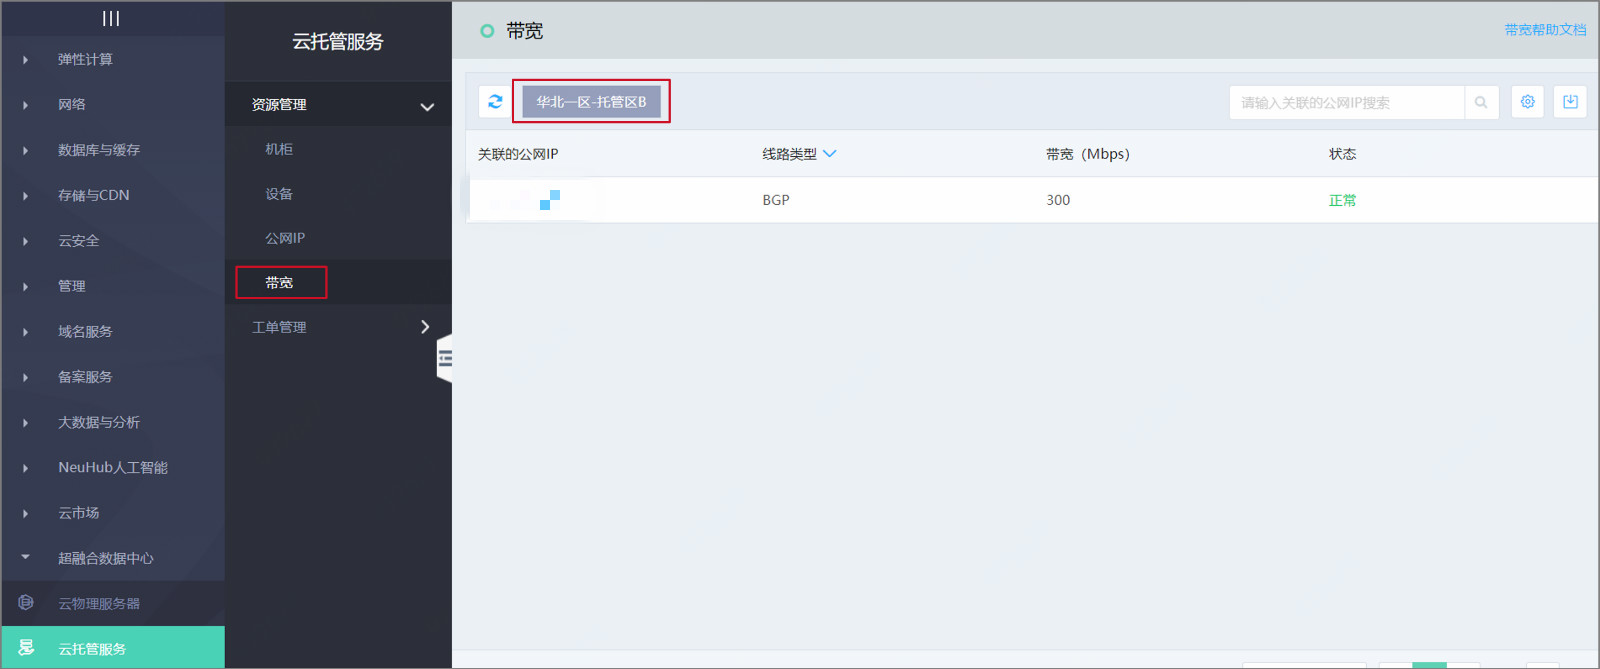 弹性计算
网络
数据库与缓存
存储与CDN
云安全
管理
域名服务
备案服务
大数据与分析
NeuHub人工智能
云市场
超融合数据中心
云物理服务器
云托管服务
云托管服务
资源管理
机柜
设备
公网IP
带宽
工单管理
带宽
带宽帮助文档
华北一区-托管区B
请输入关联的公网IP搜索
关联的公网IP 线路类型 带宽（Mbps） 状态
BGP 300 正常